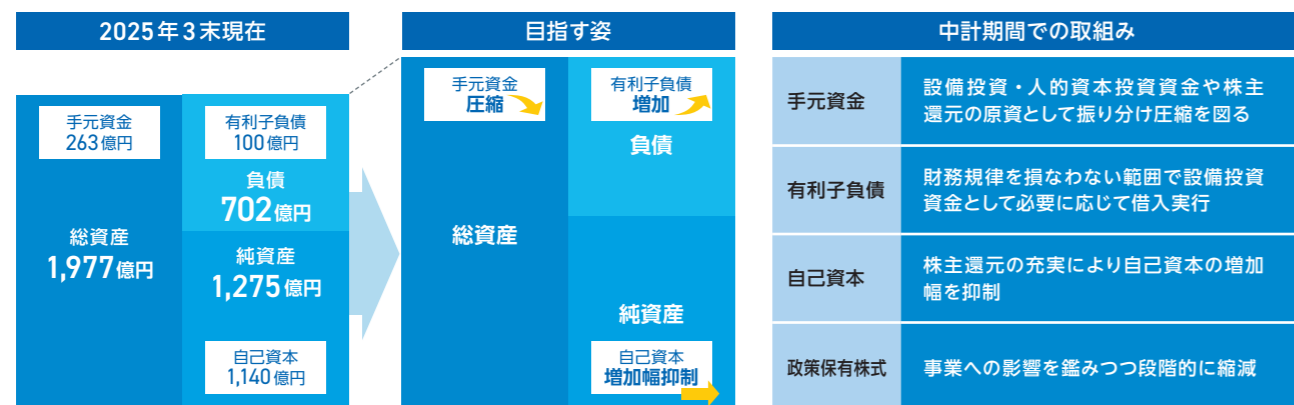 2025年3末現在
手元資金
263億円
有利子負債
100億円
負債
702億円
総資産
1,977億円
純資産
1,275億円
自己資本
1,140億円
目指す姿
手元資金
圧縮
有利子負債
増加
負債
総資産
純資産
自己資本
増加幅抑制
中計期間での取組み
手元資金
設備投資・人的資本投資資金や株主
還元の原資として振り分け圧縮を図る
有利子負債
財務規律を損なわない範囲で設備投資
資金として必要に応じて借入実行
自己資本
株主還元の充実により自己資本の増加
幅を抑制
政策保有株式
事業への影響を鑑みつつ段階的に縮減